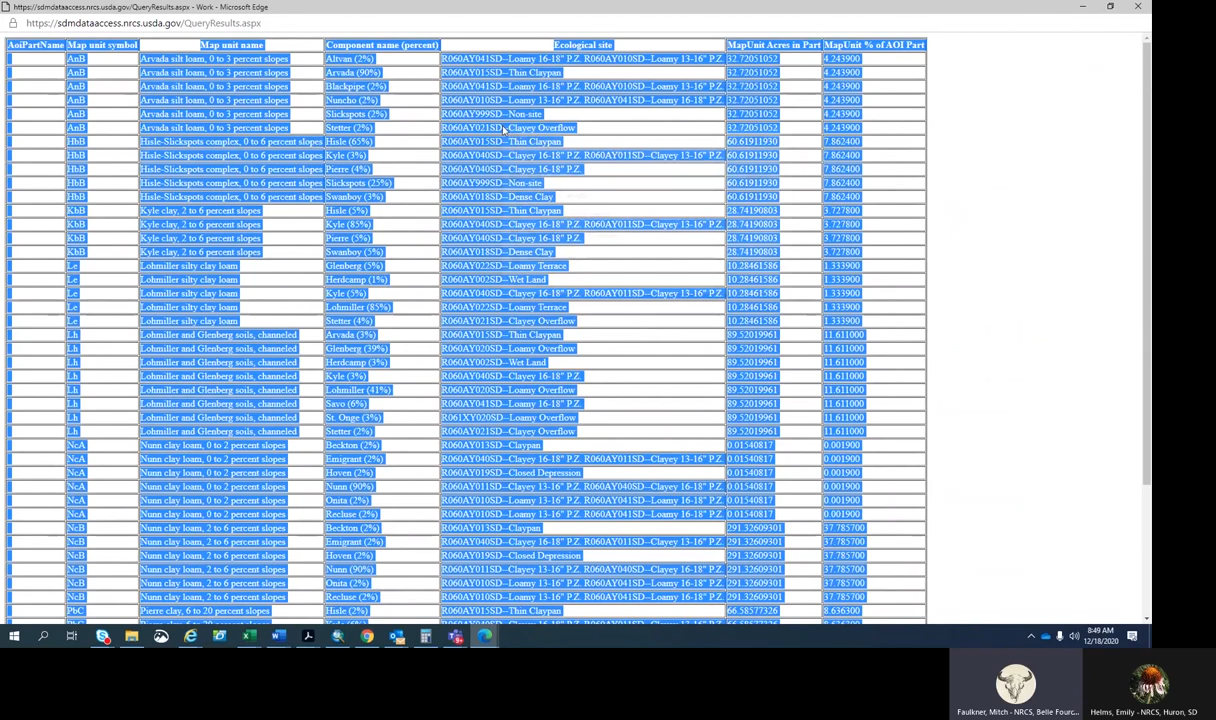 sdmdataaccess.nrcs.usda.gov/QueryResults.aspx - Work - Microsoft Edge
https://sdmdataaccess.nrcs.usda.gov/QueryResults.aspx
AoiPartName Map unit symbol Map unit name Component name (percent) Ecological site MapUnit Acres in Part MapUnit % of AOI Part
AnB Arvada silt loam, 0 to 3 percent slopes Altvan (2%) R060AY041SD--Loamy 16-18" P.Z. R060AY010SD--Loamy 13-16" P.Z. 32.72051052 4.243900
AnB Arvada silt loam, 0 to 3 percent slopes Arvada (90%) R060AY015SD--Thin Claypan 32.72051052 4.243900
AnB Arvada silt loam, 0 to 3 percent slopes Blackpipe (2%) R060AY041SD--Loamy 16-18" P.Z. R060AY010SD--Loamy 13-16" P.Z. 32.72051052 4.243900
AnB Arvada silt loam, 0 to 3 percent slopes Nuncho (2%) R060AY010SD--Loamy 13-16" P.Z. R060AY041SD--Loamy 16-18" P.Z. 32.72051052 4.243900
AnB Arvada silt loam, 0 to 3 percent slopes Slickspots (2%) R060AY999SD--Non-site 32.72051052 4.243900
AnB Arvada silt loam, 0 to 3 percent slopes Stetter (2%) R060AY021SD--Clayey Overflow 32.72051052 4.243900
HbB Hisle-Slickspots complex, 0 to 6 percent slopes Hisle (65%) R060AY015SD--Thin Claypan 60.61911930 7.862400
HbB Hisle-Slickspots complex, 0 to 6 percent slopes Kyle (3%) R060AY040SD--Clayey 16-18" P.Z. R060AY011SD--Clayey 13-16" P.Z. 60.61911930 7.862400
HbB Hisle-Slickspots complex, 0 to 6 percent slopes Pierre (4%) R060AY040SD--Clayey 16-18" P.Z. 60.61911930 7.862400
HbB Hisle-Slickspots complex, 0 to 6 percent slopes Slickspots (25%) R060AY999SD--Non-site 60.61911930 7.862400
HbB Hisle-Slickspots complex, 0 to 6 percent slopes Swanboy (3%) R060AY018SD--Dense Clay 60.61911930 7.862400
KbB Kyle clay, 2 to 6 percent slopes Hisle (5%) R060AY015SD--Thin Claypan 28.74190803 3.727800
KbB Kyle clay, 2 to 6 percent slopes Kyle (85%) R060AY040SD--Clayey 16-18" P.Z. R060AY011SD--Clayey 13-16" P.Z. 28.74190803 3.727800
KbB Kyle clay, 2 to 6 percent slopes Pierre (5%) R060AY040SD--Clayey 16-18" P.Z. 28.74190803 3.727800
KbB Kyle clay, 2 to 6 percent slopes Swanboy (5%) R060AY018SD--Dense Clay 28.74190803 3.727800
Le Lohmiller silty clay loam Glenberg (5%) R060AY022SD--Loamy Terrace 10.28461586 1.333900
Le Lohmiller silty clay loam Herdcamp (1%) R060AY002SD--Wet Land 10.28461586 1.333900
Le Lohmiller silty clay loam Kyle (5%) R060AY040SD--Clayey 16-18" P.Z. R060AY011SD--Clayey 13-16" P.Z. 10.28461586 1.333900
Le Lohmiller silty clay loam Lohmiller (85%) R060AY022SD--Loamy Terrace 10.28461586 1.333900
Le Lohmiller silty clay loam Stetter (4%) R060AY021SD--Clayey Overflow 10.28461586 1.333900
Lh Lohmiller and Glenberg soils, channeled Arvada (3%) R060AY015SD--Thin Claypan 89.52019961 11.611000
Lh Lohmiller and Glenberg soils, channeled Glenberg (39%) R060AY020SD--Loamy Overflow 89.52019961 11.611000
Lh Lohmiller and Glenberg soils, channeled Herdcamp (3%) R060AY002SD--Wet Land 89.52019961 11.611000
Lh Lohmiller and Glenberg soils, channeled Kyle (3%) R060AY040SD--Clayey 16-18" P.Z. 89.52019961 11.611000
Lh Lohmiller and Glenberg soils, channeled Lohmiller (41%) R060AY020SD--Loamy Overflow 89.52019961 11.611000
Lh Lohmiller and Glenberg soils, channeled Savo (6%) R060AY041SD--Loamy 16-18" P.Z. 89.52019961 11.611000
Lh Lohmiller and Glenberg soils, channeled St. Onge (3%) R061XY020SD--Loamy Overflow 89.52019961 11.611000
Lh Lohmiller and Glenberg soils, channeled Stetter (2%) R060AY021SD--Clayey Overflow 89.52019961 11.611000
NcA Nunn clay loam, 0 to 2 percent slopes Beckton (2%) R060AY013SD--Claypan 0.01540817 0.001900
NcA Nunn clay loam, 0 to 2 percent slopes Emigrant (2%) R060AY040SD--Clayey 16-18" P.Z. R060AY011SD--Clayey 13-16" P.Z. 0.01540817 0.001900
NcA Nunn clay loam, 0 to 2 percent slopes Hoven (2%) R060AY019SD--Closed Depression 0.01540817 0.001900
NcA Nunn clay loam, 0 to 2 percent slopes Nunn (90%) R060AY011SD--Clayey 13-16" P.Z. R060AY040SD--Clayey 16-18" P.Z. 0.01540817 0.001900
NcA Nunn clay loam, 0 to 2 percent slopes Onita (2%) R060AY010SD--Loamy 13-16" P.Z. R060AY041SD--Loamy 16-18" P.Z. 0.01540817 0.001900
NcA Nunn clay loam, 0 to 2 percent slopes Recluse (2%) R060AY010SD--Loamy 13-16" P.Z. R060AY041SD--Loamy 16-18" P.Z. 0.01540817 0.001900
NcB Nunn clay loam, 2 to 6 percent slopes Beckton (2%) R060AY013SD--Claypan 291.32609301 37.785700
NcB Nunn clay loam, 2 to 6 percent slopes Emigrant (2%) R060AY040SD--Clayey 16-18" P.Z. R060AY011SD--Clayey 13-16" P.Z. 291.32609301 37.785700
NcB Nunn clay loam, 2 to 6 percent slopes Hoven (2%) R060AY019SD--Closed Depression 291.32609301 37.785700
NcB Nunn clay loam, 2 to 6 percent slopes Nunn (90%) R060AY011SD--Clayey 13-16" P.Z. R060AY040SD--Clayey 16-18" P.Z. 291.32609301 37.785700
NcB Nunn clay loam, 2 to 6 percent slopes Onita (2%) R060AY010SD--Loamy 13-16" P.Z. R060AY041SD--Loamy 16-18" P.Z. 291.32609301 37.785700
NcB Nunn clay loam, 2 to 6 percent slopes Recluse (2%) R060AY010SD--Loamy 13-16" P.Z. R060AY041SD--Loamy 16-18" P.Z. 291.32609301 37.785700
PbC Pierre clay, 6 to 20 percent slopes Hisle (2%) R060AY015SD--Thin Claypan 66.58577326 8.636300
8:49 AM
12/18/2020
Faulkner, Mitch - NRCS, Belle Fourc...
Helms, Emily - NRCS, Huron, SD